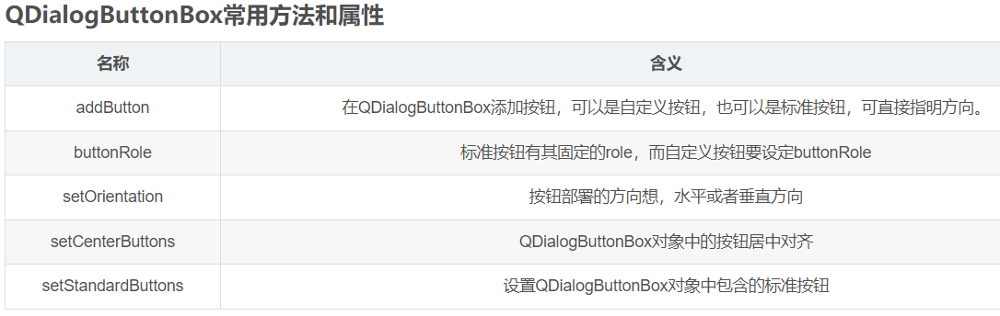 QDialogButtonBox常用方法和属性
名称 含义
addButton 在QDialogButtonBox添加按钮，可以是自定义按钮，也可以是标准按钮，可直接指明方向。
buttonRole 标准按钮有其固定的role，而自定义按钮要设定buttonRole
setOrientation 按钮部署的方向想，水平或者垂直方向
setCenterButtons QDialogButtonBox对象中的按钮居中对齐
setStandardButtons 设置QDialogButtonBox对象中包含的标准按钮